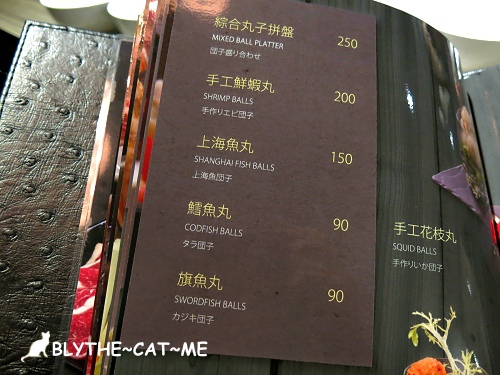 綜合丸子拼盤 250
MIXED BALL PLATTER
団子盛り合わせ
手工鮮蝦丸 200
SHRIMP BALLS
手作りエビ団子
上海魚丸 150
SHANGHAI FISH BALLS
上海魚団子
鱈魚丸 90
CODFISH BALLS
タラ団子
旗魚丸 90
SWORDFISH BALLS
カジキ団子
手工花枝丸
SQUID BALLS
手作りいか団子
BLYTHE~CAT~ME